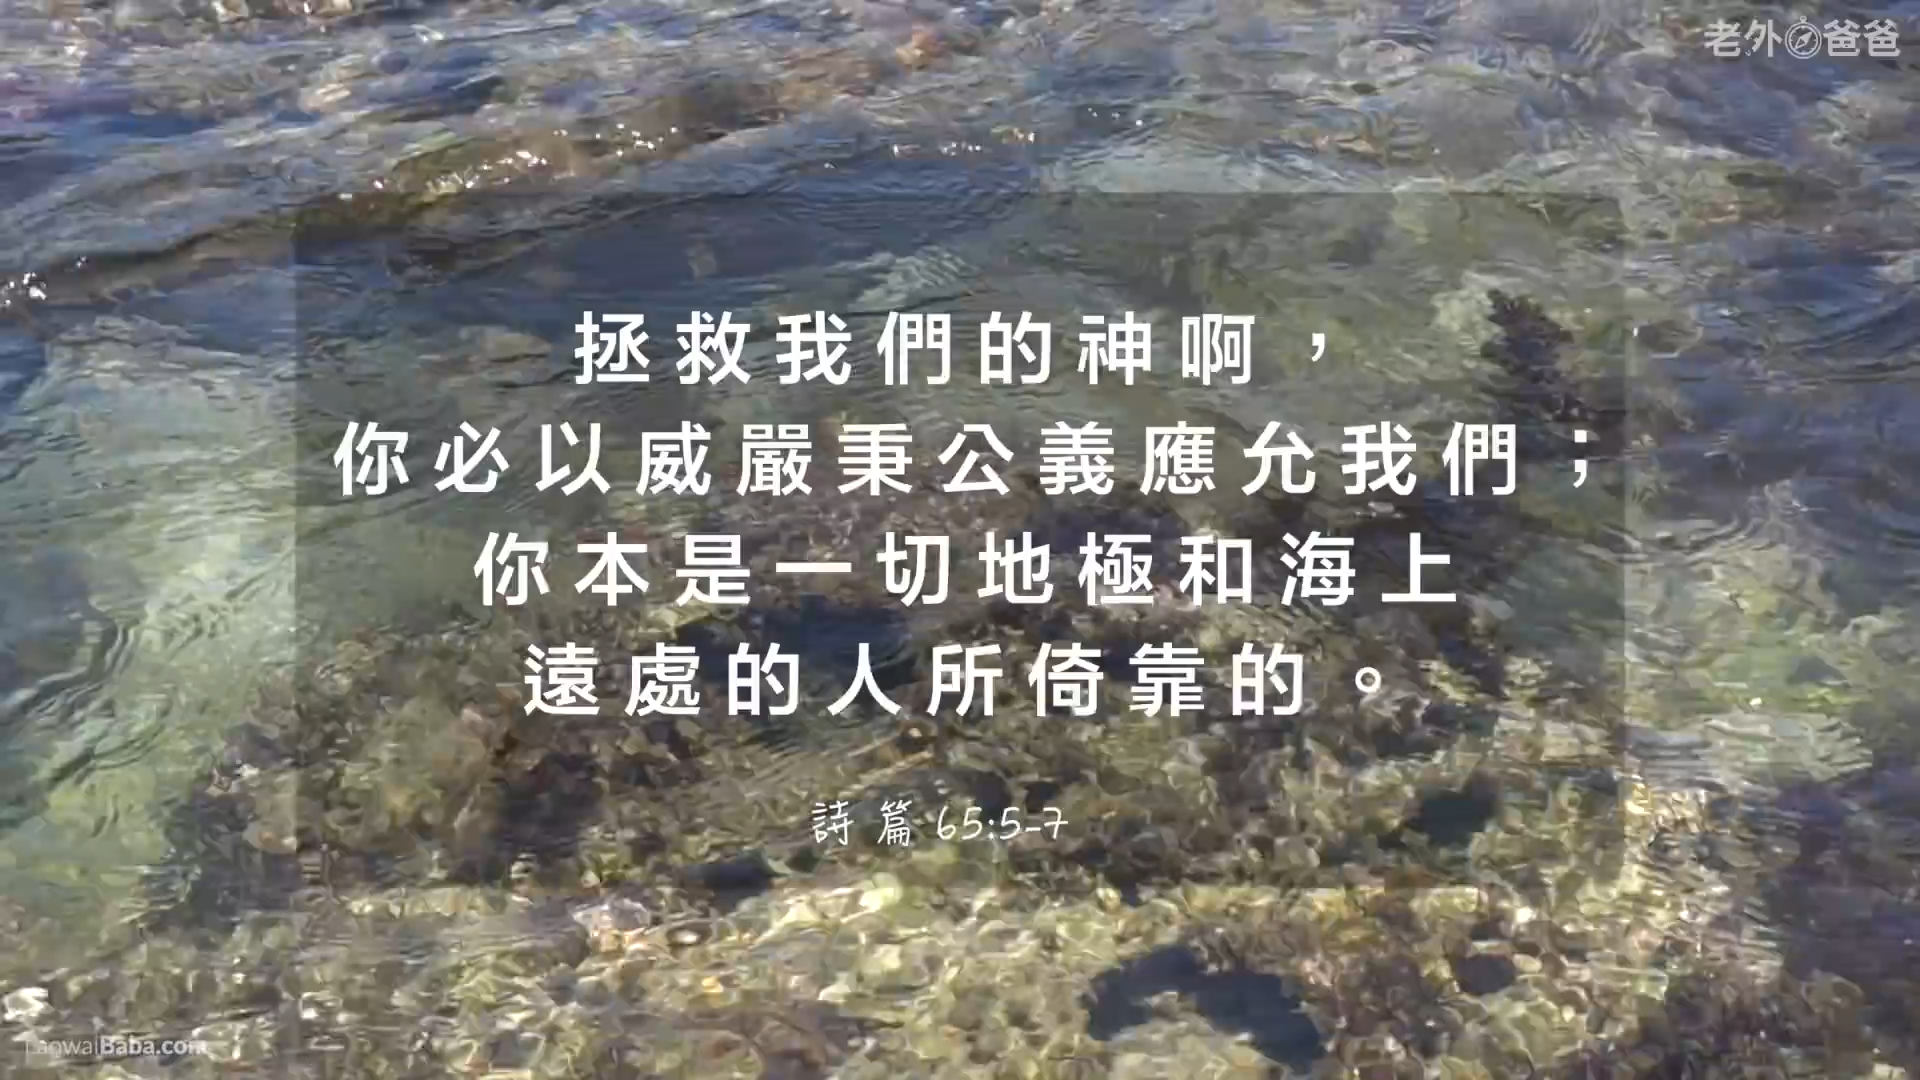 老外爸爸
拯救我們的神啊，
你必以威嚴秉公義應允我們；
你本是一切地極和海上
遠處的人所倚靠的。
詩篇 65:5-7
LaowaiBaba.com